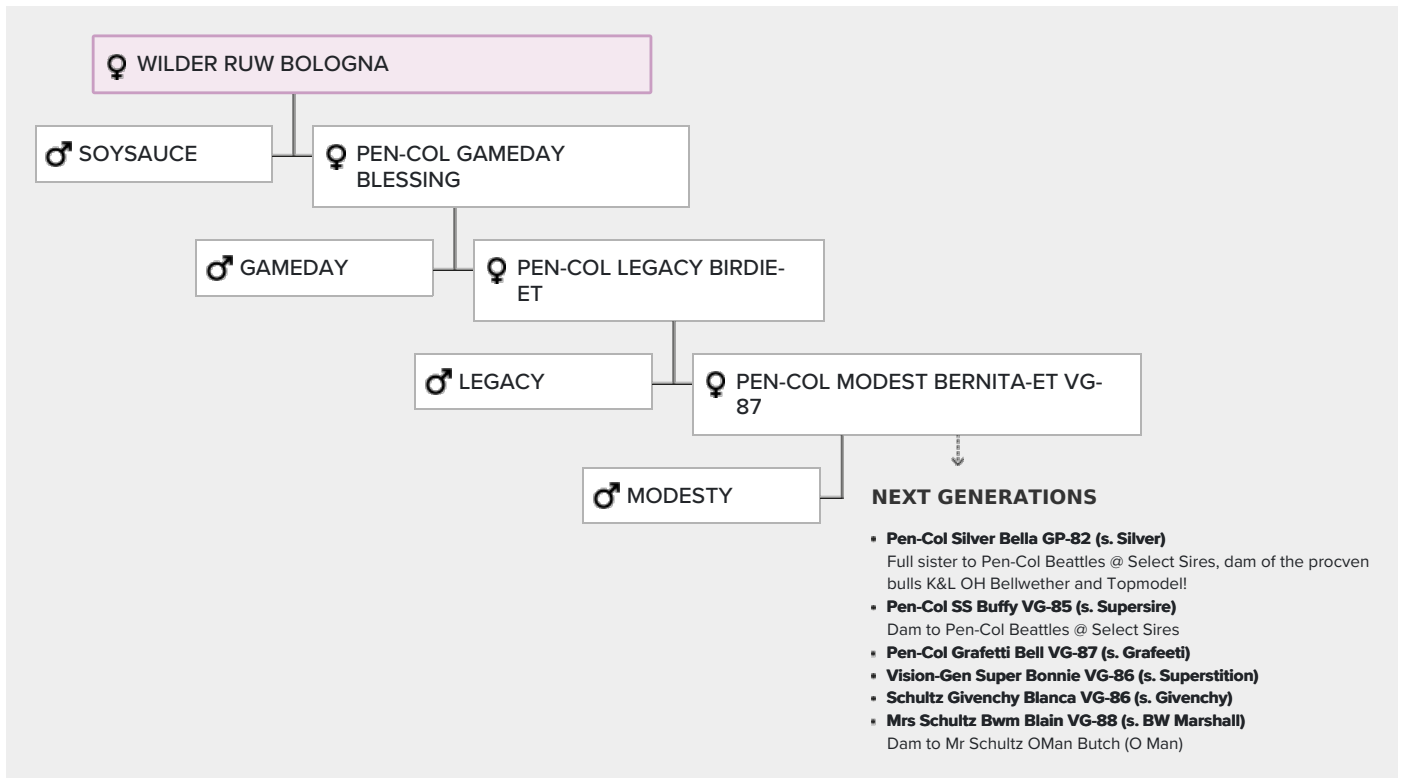 WILDER RUW BOLOGNA
SOYSAUCE
PEN-COL GAMEDAY
BLESSING
GAMEDAY
PEN-COL LEGACY BIRDIE-
ET
LEGACY
PEN-COL MODEST BERNITA-ET VG-
87
MODESTY
NEXT GENERATIONS
Pen-Col Silver Bella GP-82 (s. Silver)
Full sister to Pen-Col Beattles @ Select Sires, dam of the procven
bulls K&L OH Bellwether and Topmodel!
Pen-Col SS Buffy VG-85 (s. Supersire)
Dam to Pen-Col Beattles @ Select Sires
Pen-Col Grafetti Bell VG-87 (s. Grafeeti)
Vision-Gen Super Bonnie VG-86 (s. Superstition)
Schultz Givenchy Blanca VG-86 (s. Givenchy)
Mrs Schultz Bwm Blain VG-88 (s. BW Marshall)
Dam to Mr Schultz OMan Butch (O Man)